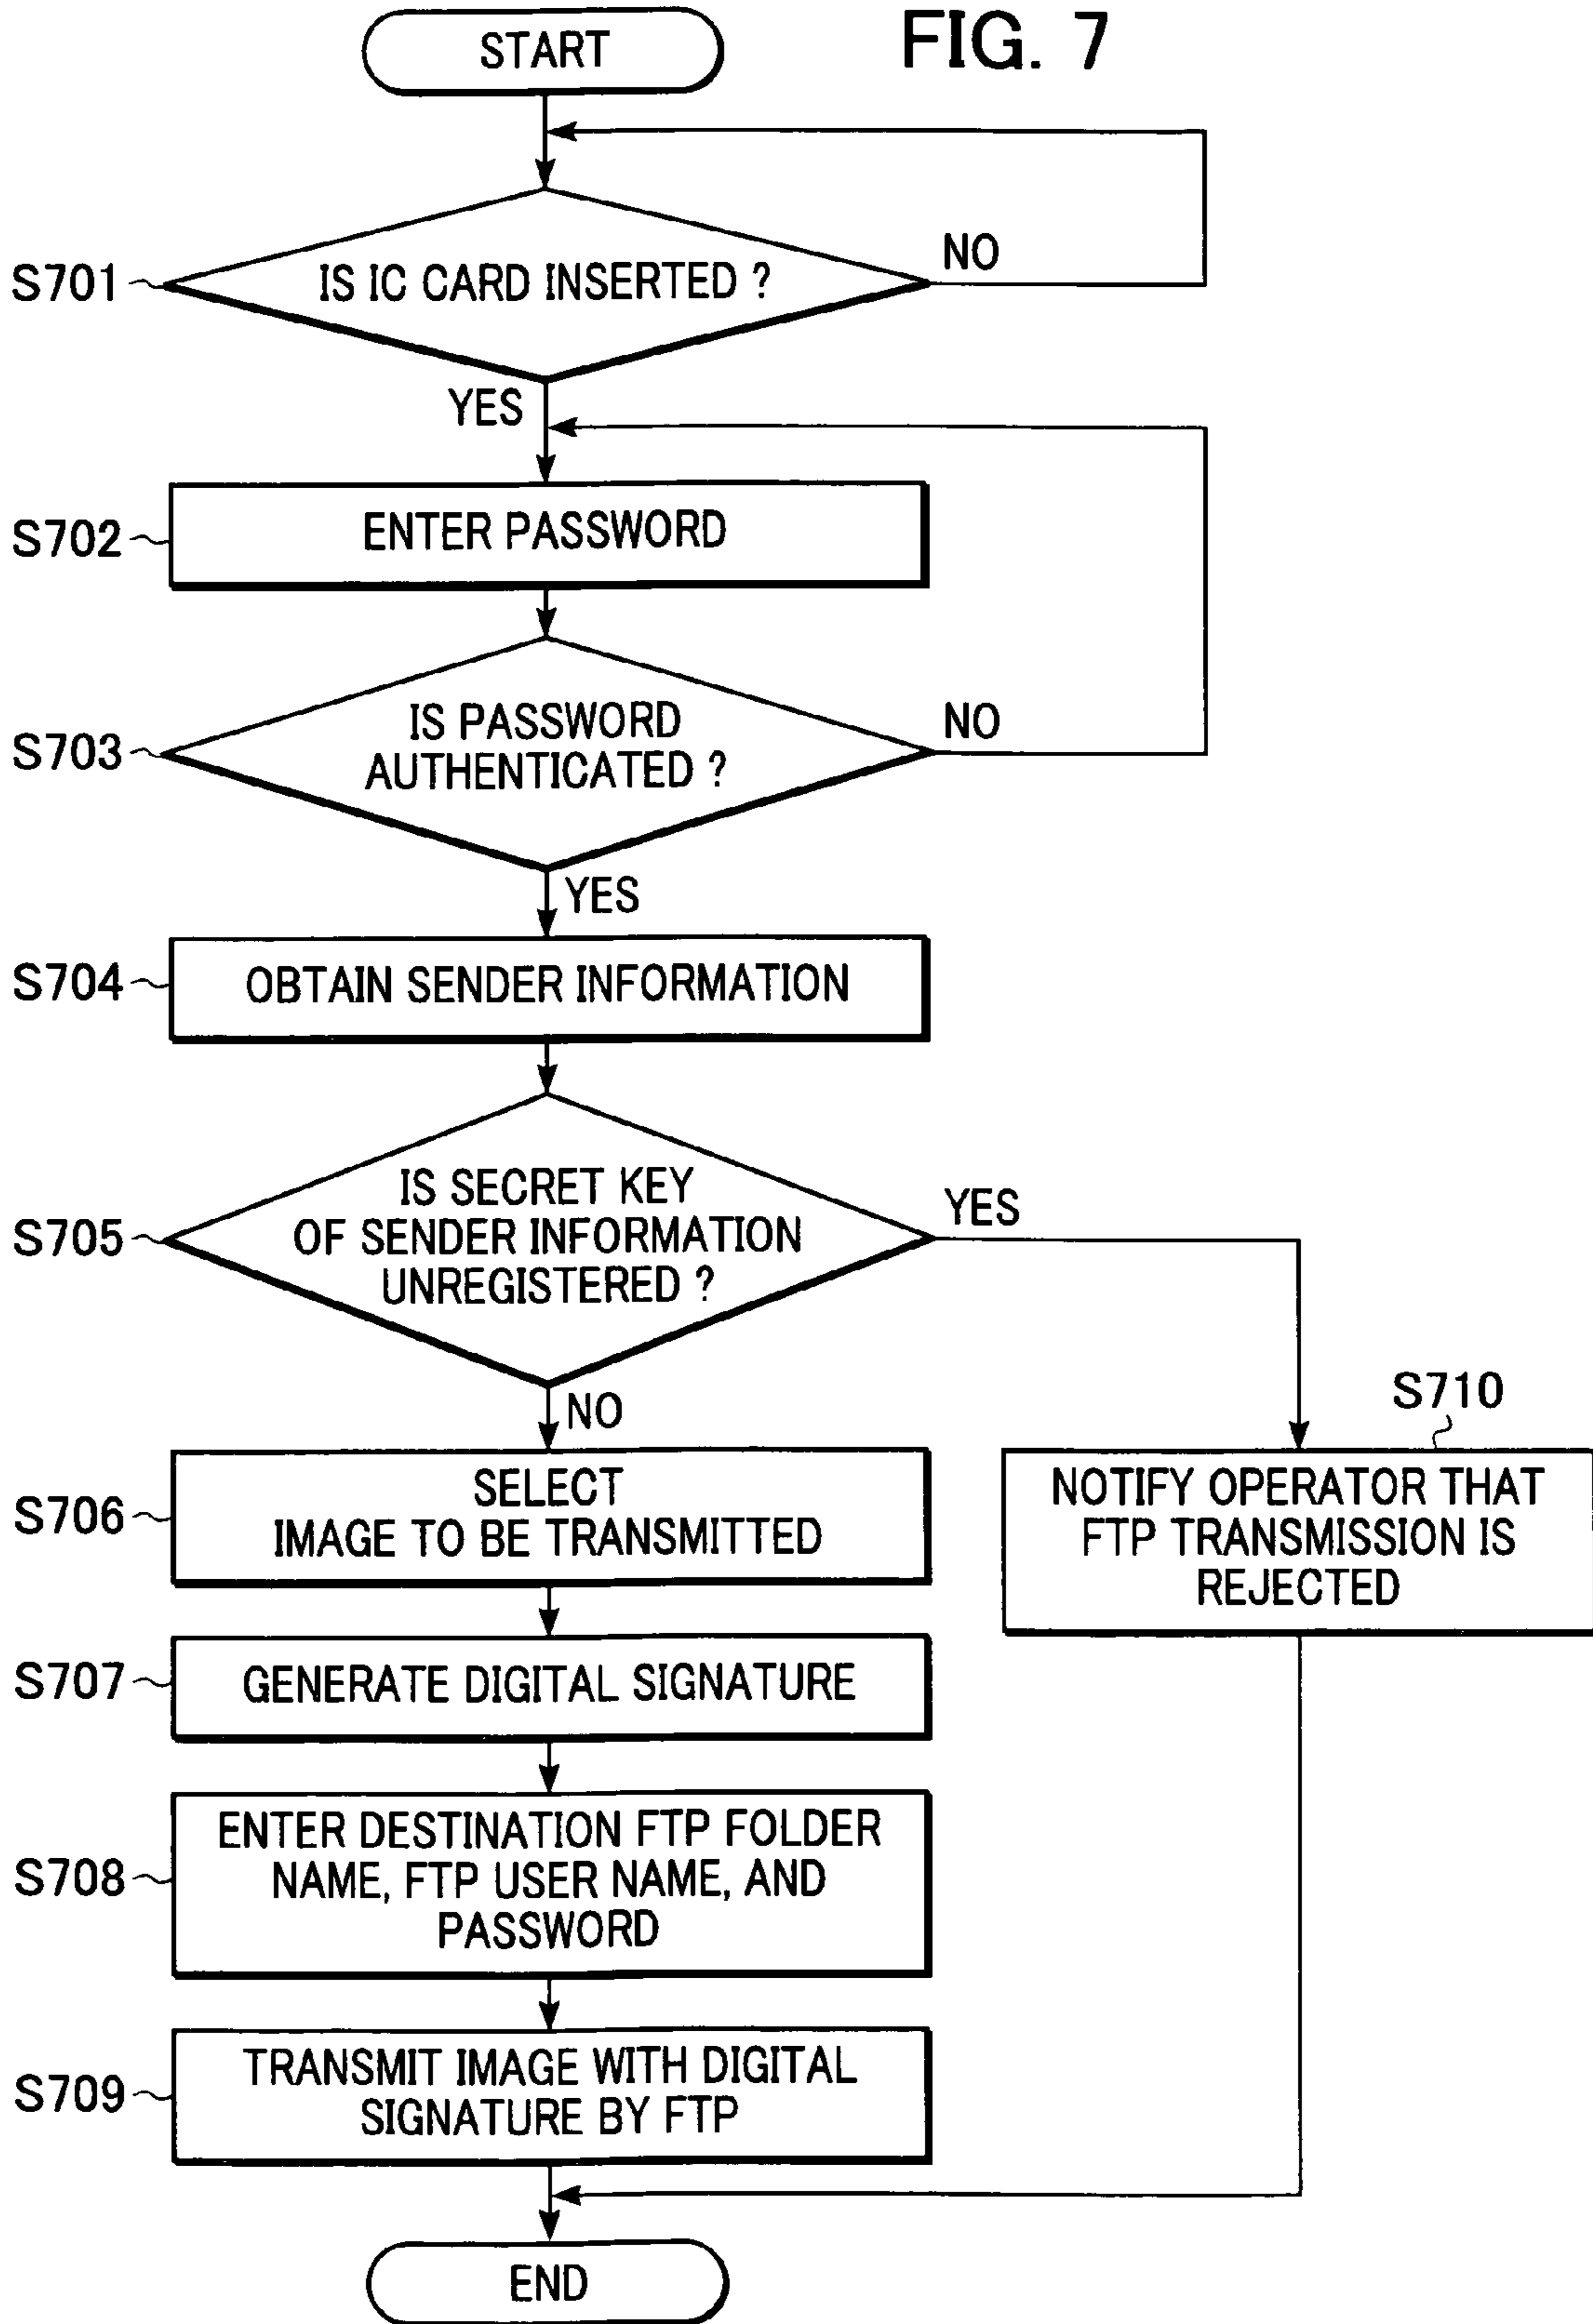 FIG. 7
START
S701
IS IC CARD INSERTED ?
NO
YES
S702
ENTER PASSWORD
S703
IS PASSWORD
AUTHENTICATED ?
NO
YES
S704
OBTAIN SENDER INFORMATION
S705
IS SECRET KEY
OF SENDER INFORMATION
UNREGISTERED ?
YES
NO
S706
SELECT
IMAGE TO BE TRANSMITTED
S710
NOTIFY OPERATOR THAT
FTP TRANSMISSION IS
REJECTED
S707
GENERATE DIGITAL SIGNATURE
S708
ENTER DESTINATION FTP FOLDER
NAME, FTP USER NAME, AND
PASSWORD
S709
TRANSMIT IMAGE WITH DIGITAL
SIGNATURE BY FTP
END